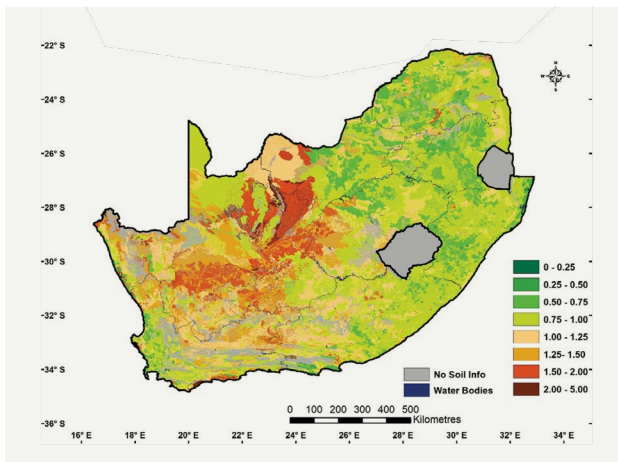 22° S
24° S
26° S
28° S
30° S
32° S
34° S
36° S
N
W E
S
0 - 0.25
0.25 - 0.50
0.50 - 0.75
0.75 - 1.00
1.00 - 1.25
1.25 - 1.50
1.50 - 2.00
2.00 - 5.00
No Soil Info
Water Bodies
0 100 200 300 400 500
Kilometres
16° E 18° E 20° E 22° E 24° E 26° E 28° E 30° E 32° E 34° E